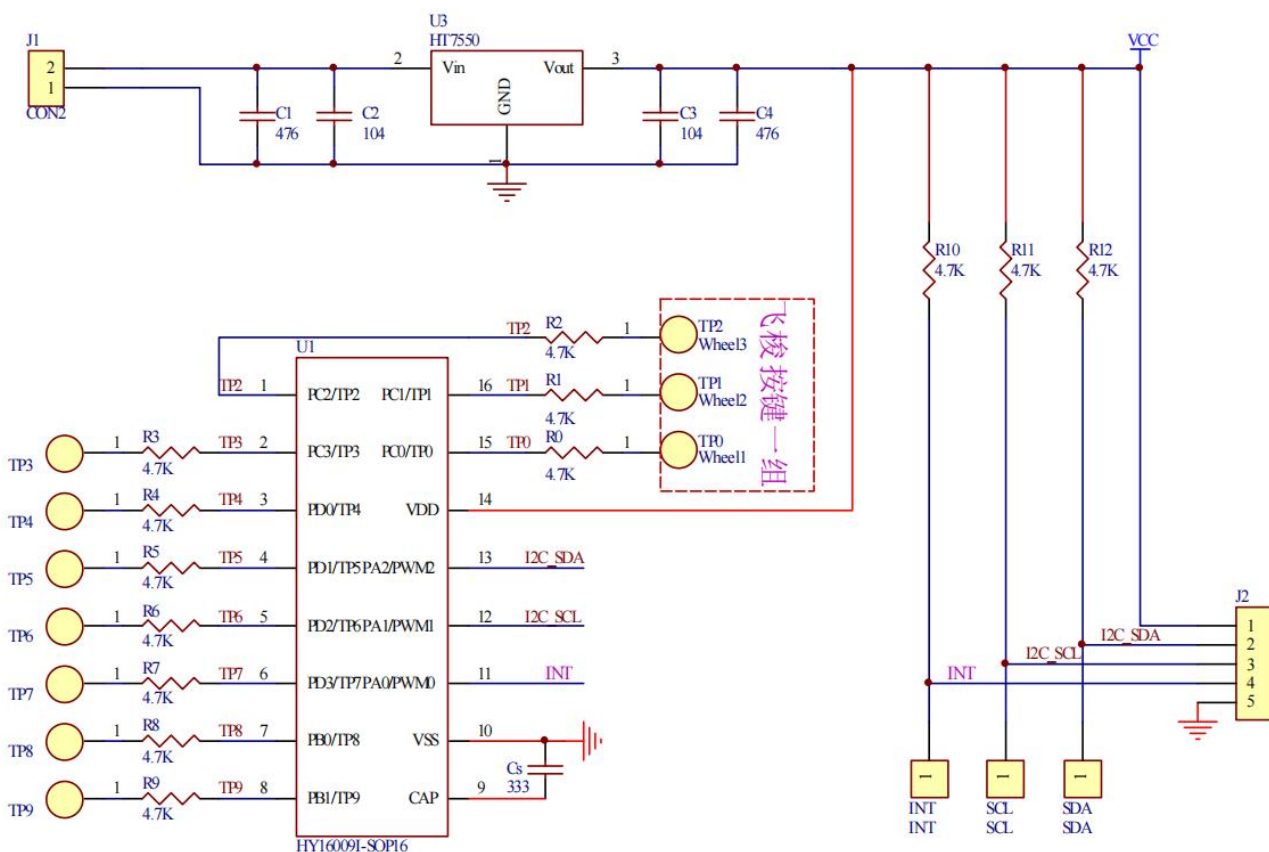 J1
2
1
CON2
C1
476
C2
104
U3
HT7550
2
Vin
Vout
3
GND
1
C3
104
C4
476
VCC
R10
4.7K
R11
4.7K
R12
4.7K
飞梭按键一组
TP2
R2
4.7K
1
TP2
Wheel3
U1
TP2
1
PC2/TP2
PC1/TP1
16
TP1
R1
4.7K
1
TP1
Wheel2
TP3
1
R3
4.7K
TP3
2
PC3/TP3
PC0/TP0
15
TP0
R0
4.7K
1
TP0
Wheel1
TP4
1
R4
4.7K
TP4
3
PD0/TP4
VDD
14
TP5
1
R5
4.7K
TP5
4
PD1/TP5
PA2/PWM2
13
I2C_SDA
TP6
1
R6
4.7K
TP6
5
PD2/TP6
PA1/PWM1
12
I2C_SCL
TP7
1
R7
4.7K
TP7
6
PD3/TP7
PA0/PWM0
11
INT
TP8
1
R8
4.7K
TP8
7
PB0/TP8
VSS
10
TP9
1
R9
4.7K
TP9
8
PB1/TP9
CAP
9
Cs
333
HY16009I-SOP16
J2
1
2
3
4
5
I2C_SDA
I2C_SCL
INT
1
INT
INT
1
SCL
SCL
1
SDA
SDA